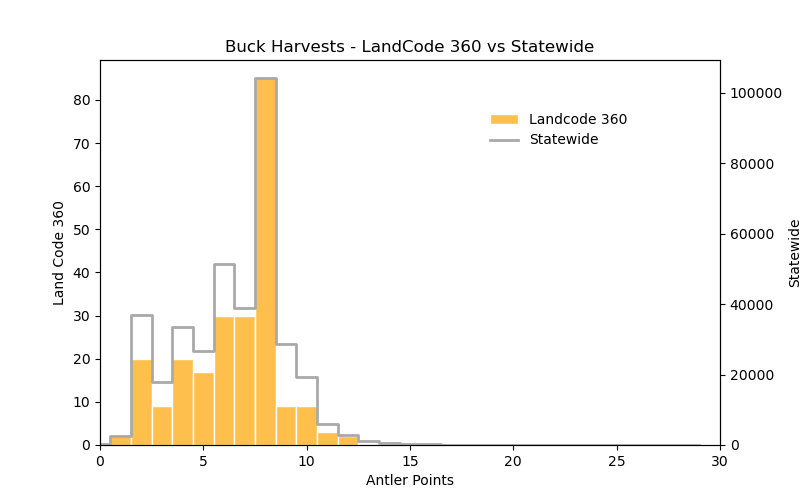 Buck Harvests - LandCode 360 vs Statewide
Landcode 360
Statewide
Land Code 360
80
70
60
50
40
30
20
10
0
100000
80000
60000
40000
20000
0
Statewide
0 5 10 15 20 25 30
Antler Points